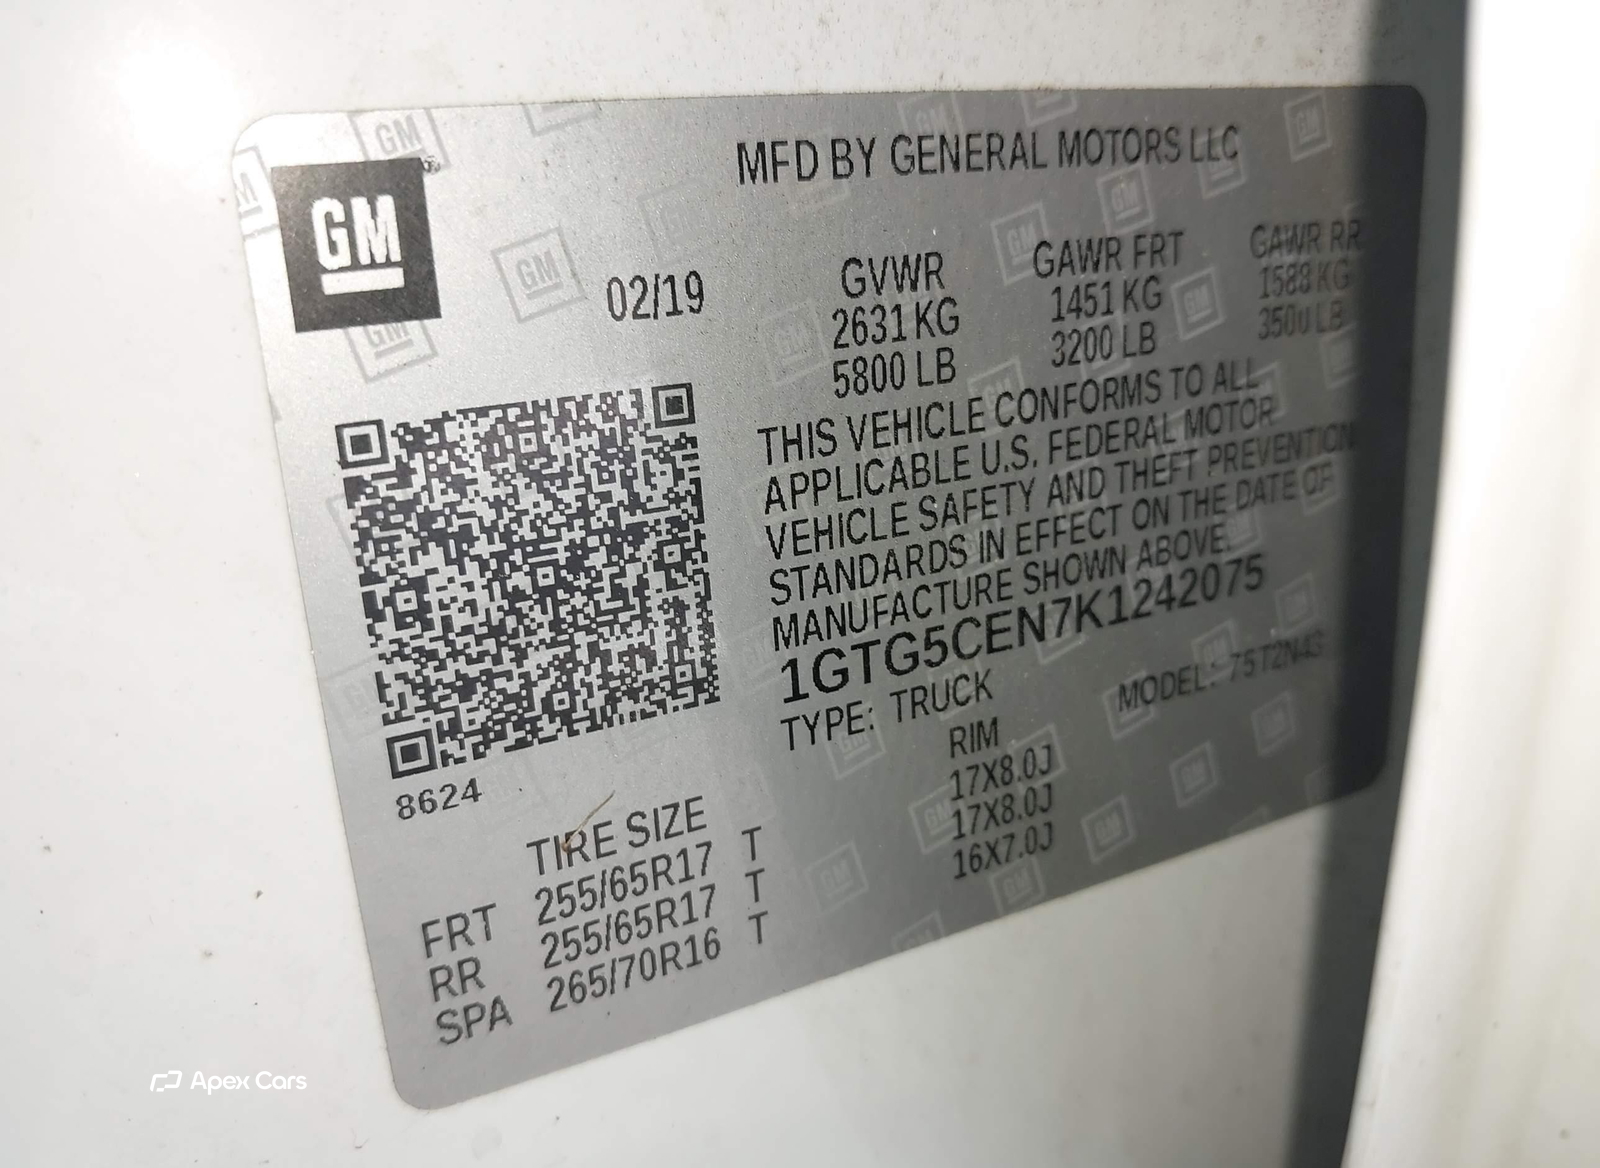 GM
MFD BY GENERAL MOTORS LLC
02/19
GVWR GAWR FRT GAWR RR
2631 KG 1451 KG 1588 KG
5800 LB 3200 LB 3500 LB
THIS VEHICLE CONFORMS TO ALL
APPLICABLE U.S. FEDERAL MOTOR
VEHICLE SAFETY AND THEFT PREVENTION
STANDARDS IN EFFECT ON THE DATE OF
MANUFACTURE SHOWN ABOVE.
1GTG5CEN7K1242075
TYPE: TRUCK MODEL: 75T2N43
8624
TIRE SIZE RIM
FRT 255/65R17 T 17X8.0J
RR 255/65R17 T 17X8.0J
SPA 265/70R16 T 16X7.0J
Apex Cars